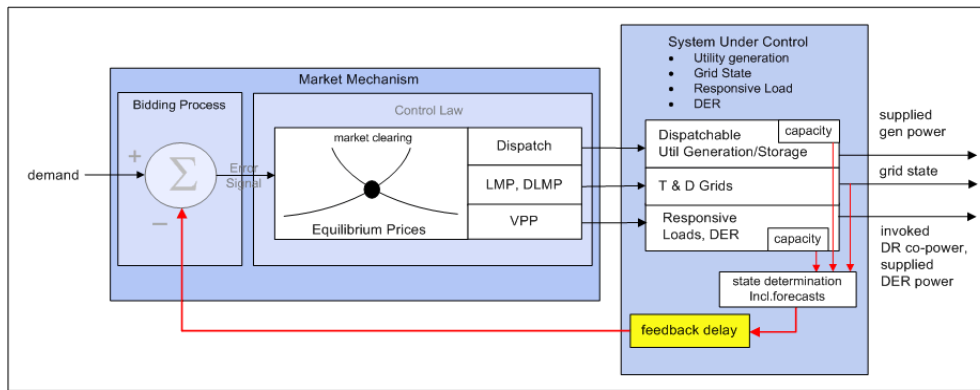 System Under Control
• Utility generation
• Grid State
• Responsive Load
• DER
Market Mechanism
Bidding Process
Control Law
demand
+
Σ
−
Error
Signal
market clearing
Equilibrium Prices
Dispatch
LMP, DLMP
VPP
capacity
Dispatchable
Util Generation/Storage
T & D Grids
Responsive
Loads, DER
capacity
supplied
gen power
grid state
invoked
DR co-power,
supplied
DER power
state determination
Incl.forecasts
feedback delay